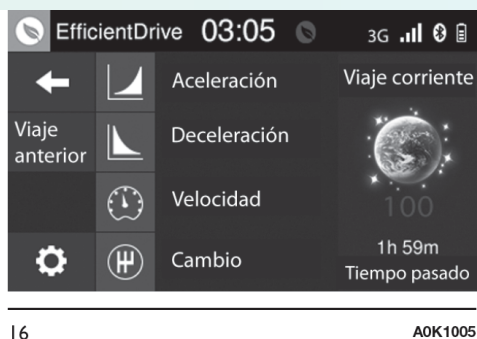 EfficientDrive 03:05 3G
Aceleración
Viaje corriente
Viaje
anterior
Deceleración
Velocidad
100
Cambio
1h 59m
Tiempo pasado
16
A0K1005